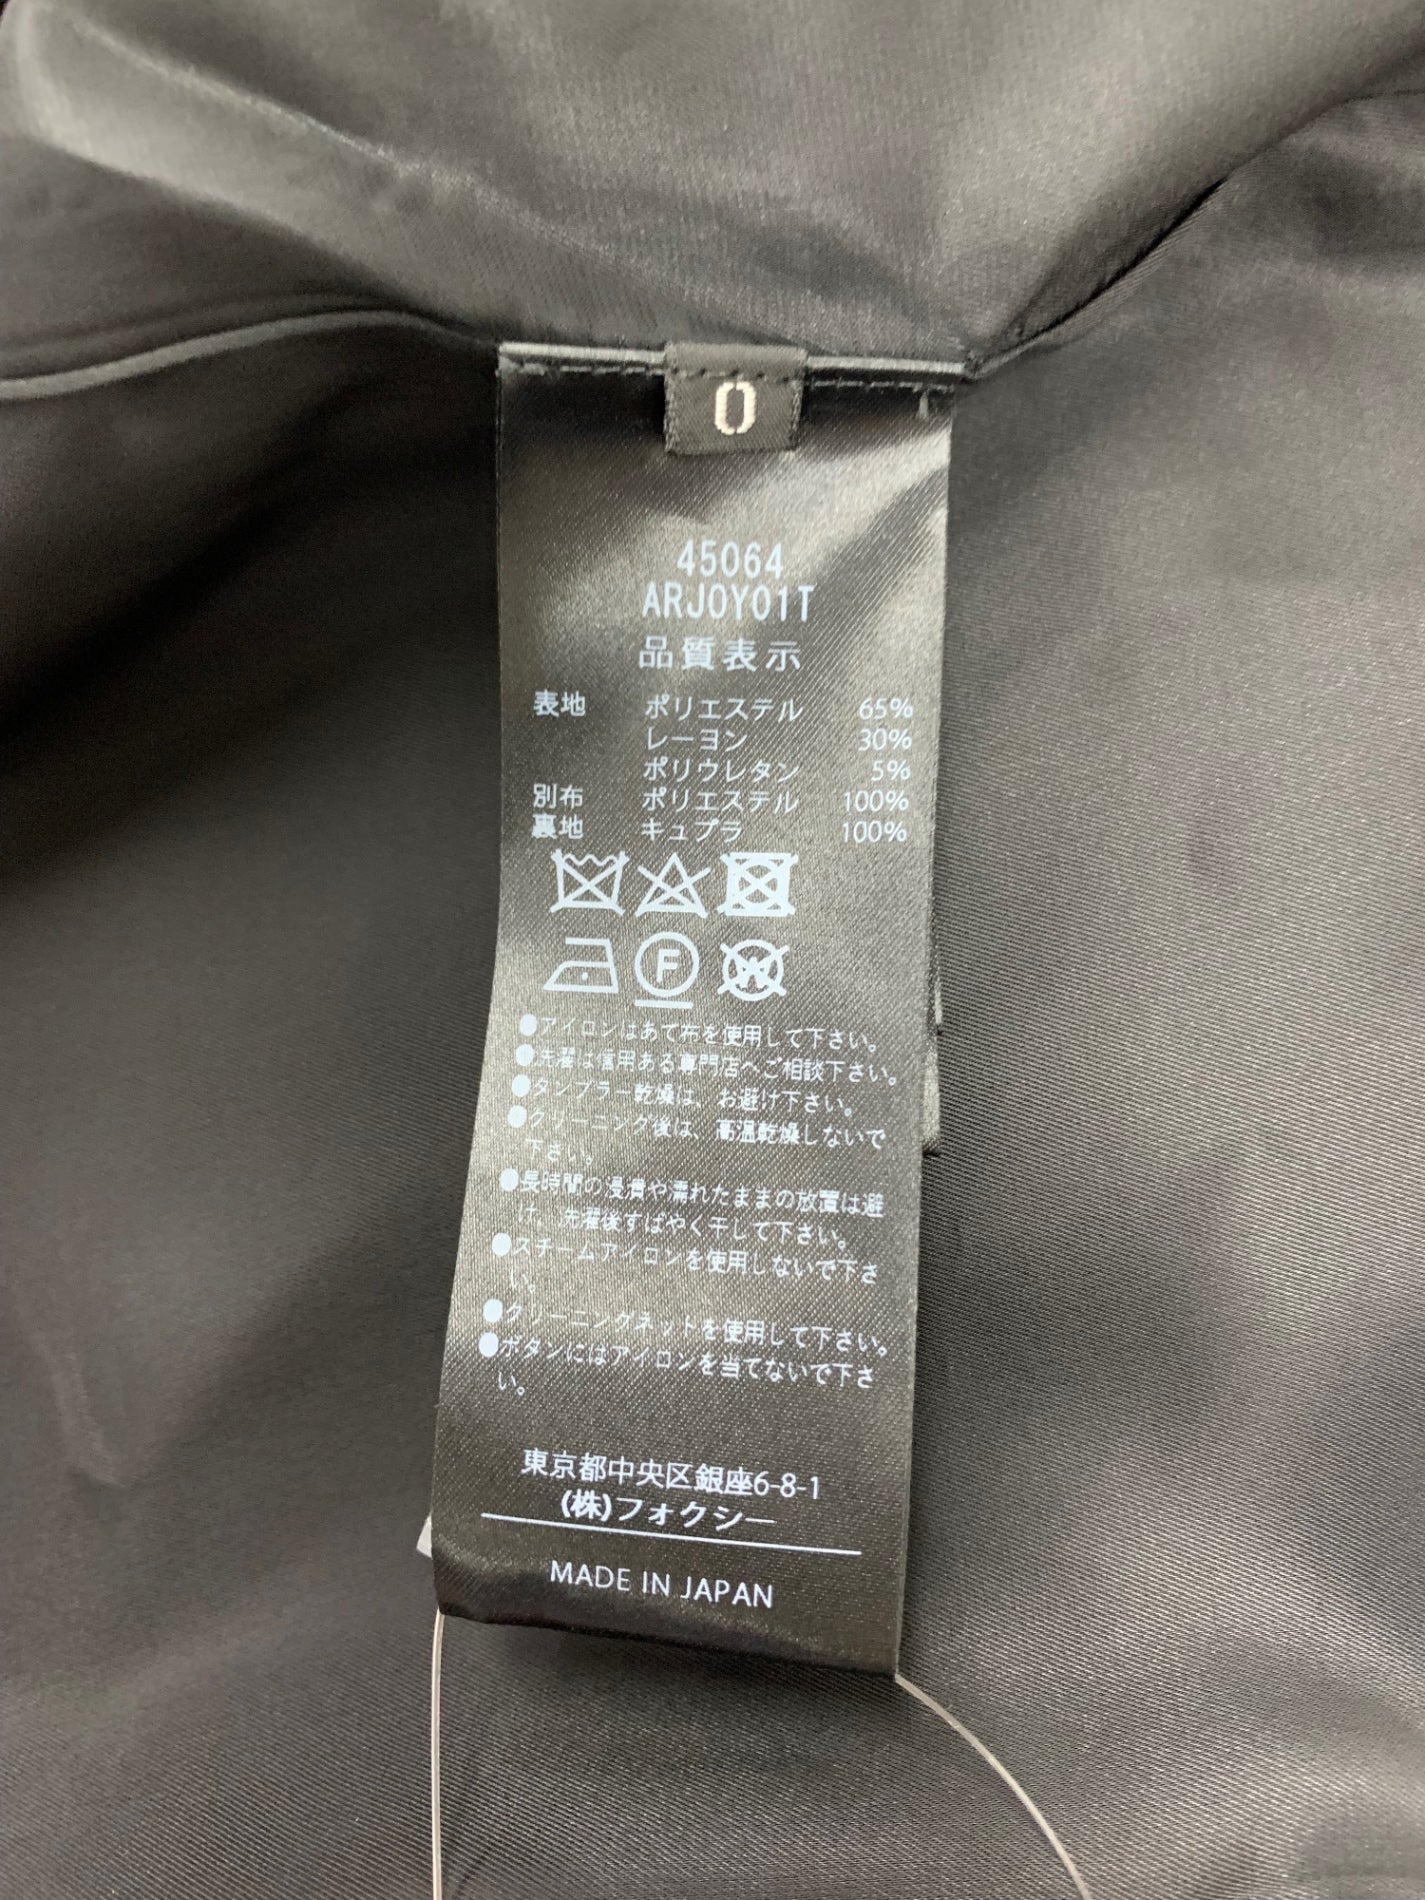 0
45064
ARJ0Y01T
品質表示
表地 ポリエステル 65%
レーヨン 30%
ポリウレタン 5%
別布 ポリエステル 100%
裏地 キュプラ 100%
F
W
●アイロンはあて布を使用して下さい。
●洗濯は信用ある専門店へご相談下さい。
●タンブラー乾燥は、お避け下さい。
●クリーニング後は、高温乾燥しないで
下さい。
●長時間の浸漬や濡れたままの放置は避
け、洗濯後すばやく干して下さい。
●スチームアイロンを使用しないで下さ
い。
●クリーニングネットを使用して下さい。
●ボタンにはアイロンを当てないで下さ
い。
東京都中央区銀座6-8-1
(株)フォクシー
MADE IN JAPAN